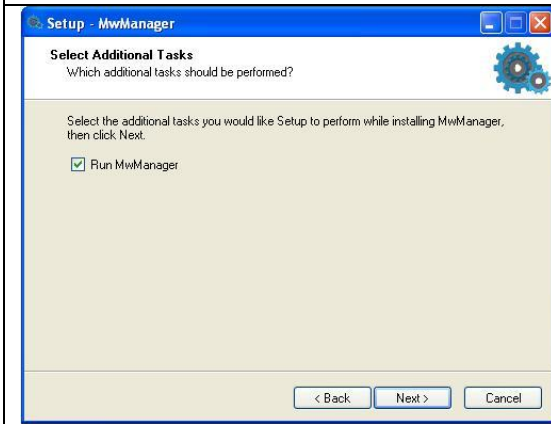 Setup - MwManager
Select Additional Tasks
Which additional tasks should be performed?
Select the additional tasks you would like Setup to perform while installing MwManager,
then click Next.
Run MwManager
< Back
Next >
Cancel